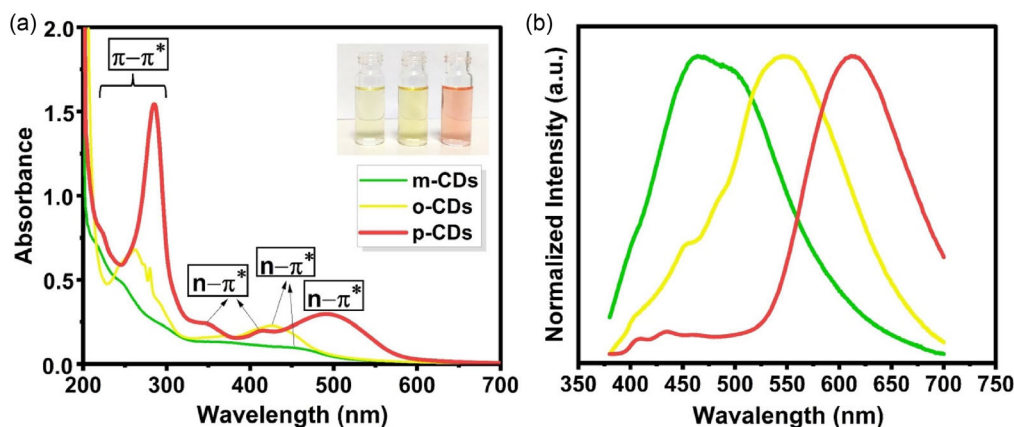 (a)
2.0
1.5
1.0
0.5
0.0
Absorbance
π–π*
m-CDs
o-CDs
p-CDs
n–π*
n–π*
n–π*
200 300 400 500 600 700
Wavelength (nm)
(b)
Normalized Intensity (a.u.)
350 400 450 500 550 600 650 700 750
Wavalength (nm)